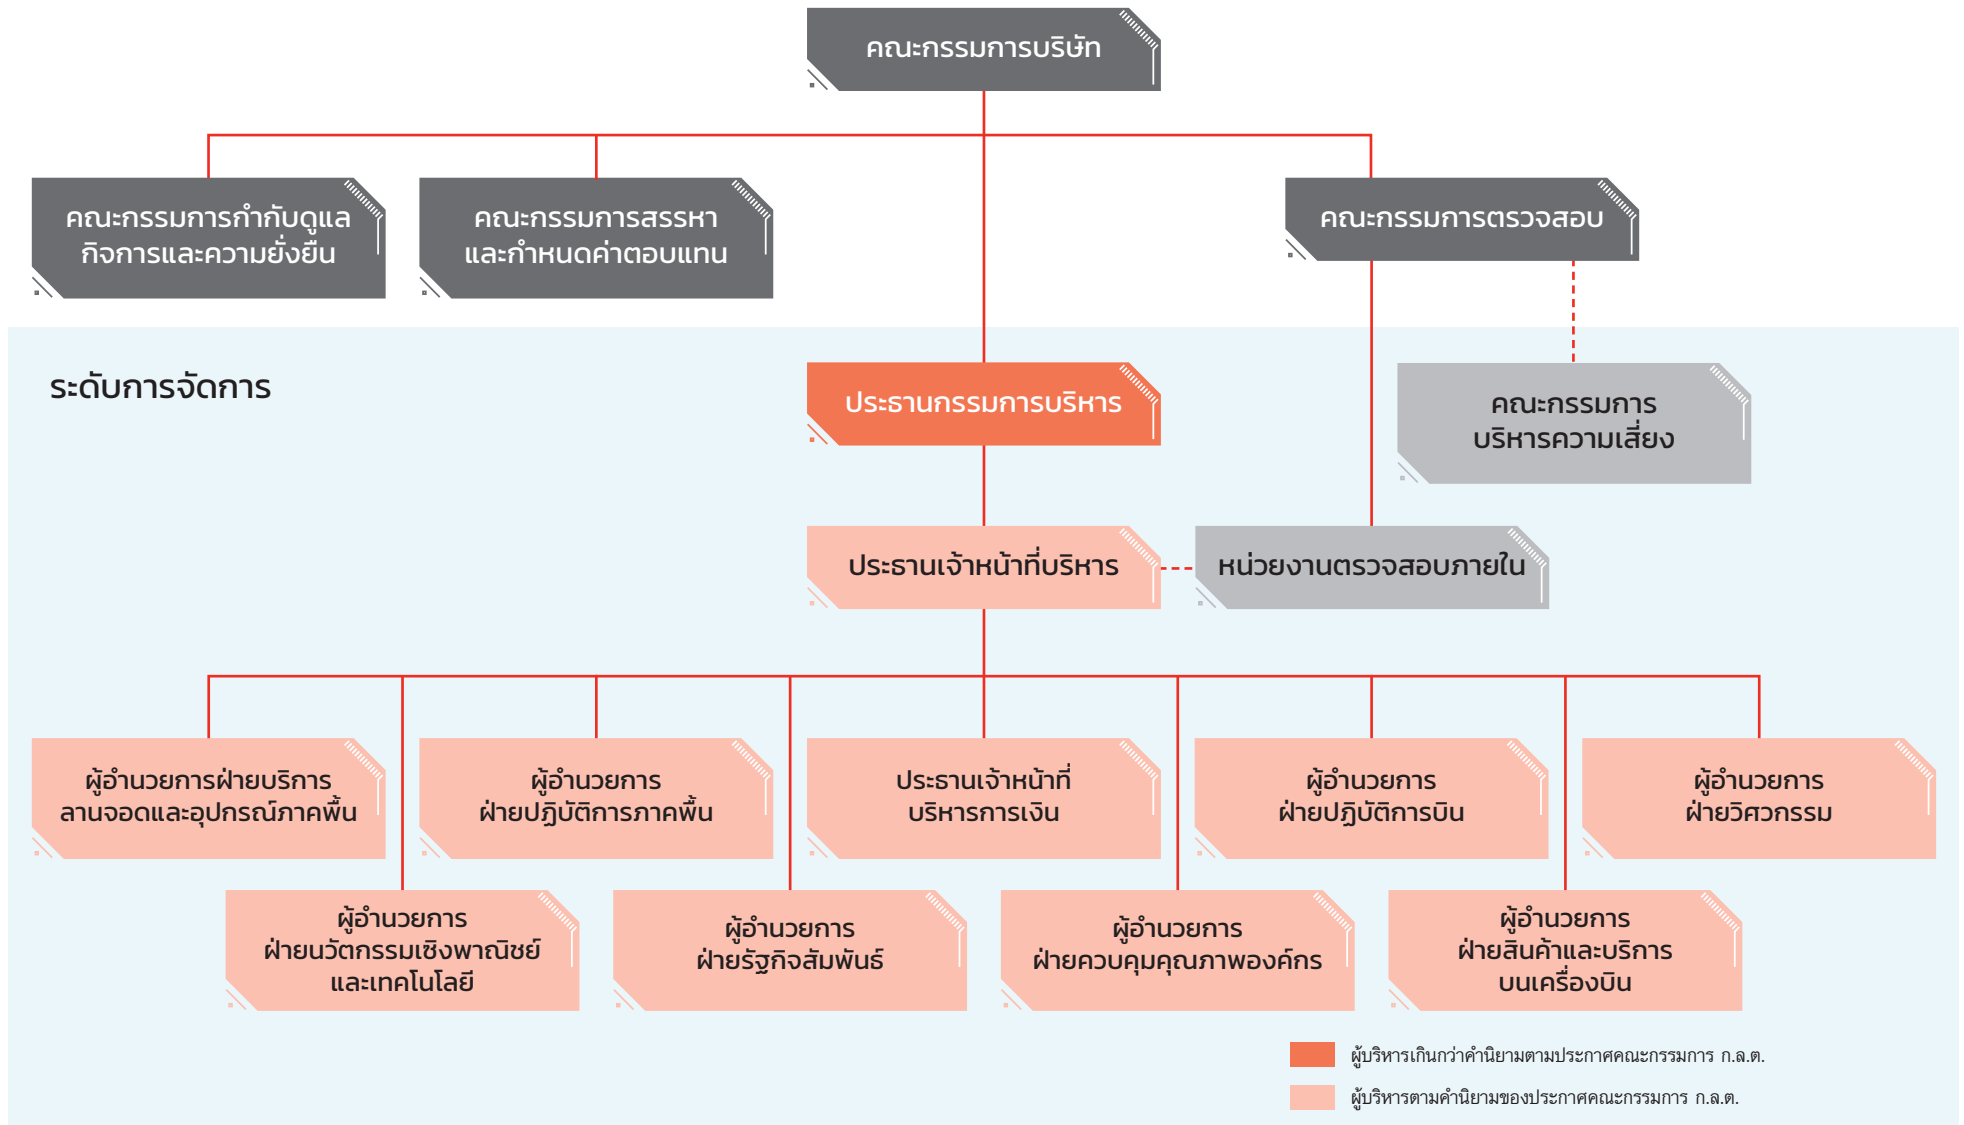 คณะกรรมการบริษัท
คณะกรรมการกำกับดูแล
กิจการและความยั่งยืน
คณะกรรมการสรรหา
และกำหนดค่าตอบแทน
คณะกรรมการตรวจสอบ
ระดับการจัดการ
ประธานกรรมการบริหาร
คณะกรรมการ
บริหารความเสี่ยง
ประธานเจ้าหน้าที่บริหาร
หน่วยงานตรวจสอบภายใน
ผู้อำนวยการฝ่ายบริการ
ลานจอดและอุปกรณ์ภาคพื้น
ผู้อำนวยการ
ฝ่ายปฏิบัติการภาคพื้น
ประธานเจ้าหน้าที่
บริหารการเงิน
ผู้อำนวยการ
ฝ่ายปฏิบัติการบิน
ผู้อำนวยการ
ฝ่ายวิศวกรรม
ผู้อำนวยการ
ฝ่ายนวัตกรรมเชิงพาณิชย์
และเทคโนโลยี
ผู้อำนวยการ
ฝ่ายรัฐกิจสัมพันธ์
ผู้อำนวยการ
ฝ่ายควบคุมคุณภาพองค์กร
ผู้อำนวยการ
ฝ่ายสินค้าและบริการ
บนเครื่องบิน
ผู้บริหารเกินกว่าคำนิยามตามประกาศคณะกรรมการ ก.ล.ต.
ผู้บริหารตามคำนิยามของประกาศคณะกรรมการ ก.ล.ต.